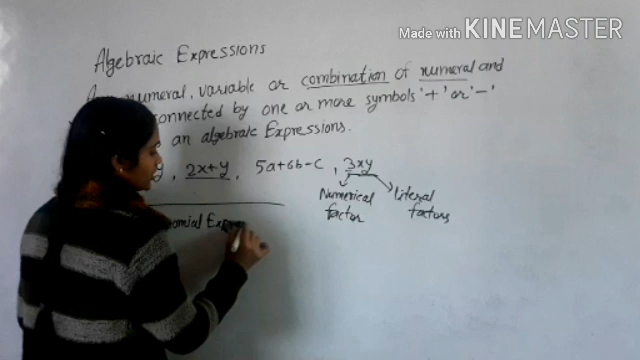 Made with KINEMASTER
Algebraic Expressions
numeral, variable or combination of numeral and
connected by one or more symbols '+' or '-'
an algebraic Expressions.
, 2x+y, 5a+6b-c, 3xy
Numerical factor
Literal factors